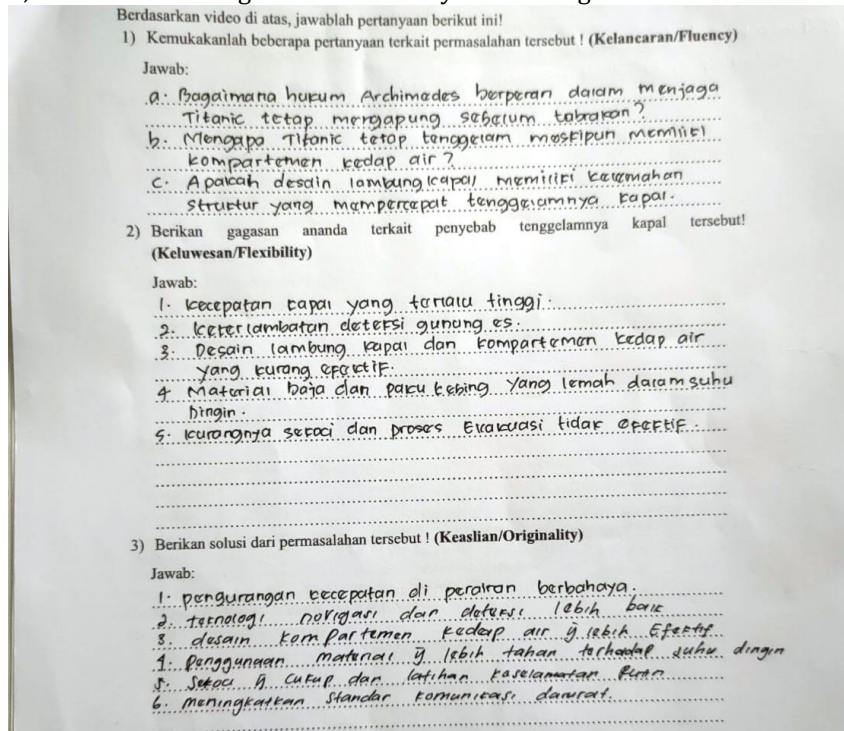 Berdasarkan video di atas, jawablah pertanyaan berikut ini!
1) Kemukakanlah beberapa pertanyaan terkait permasalahan tersebut ! (Kelancaran/Fluency)
Jawab:
a. Bagaimana hukum Archimedes berperan dalam menjaga
Titanic tetap mengapung sebelum tabrakan?
b. Mengapa Titanic tetap tenggelam meskipun memiliki
kompartemen kedap air?
c. Apakah desain lambung kapal memiliki kelemahan
struktur yang mempercepat tenggelamnya kapal.
2) Berikan gagasan ananda terkait penyebab tenggelamnya kapal tersebut!
(Keluwesan/Flexibility)
Jawab:
1. Kecepatan kapal yang terlalu tinggi.
2. Keterlambatan deteksi gunung es.
3. Desain lambung kapal dan kompartemen kedap air
yang kurang efektif.
4 Material baja dan paku keling yang lemah dalam suhu
Dingin.
5. kurangnya sekoci dan proses Evakuasi tidak efektif.
3) Berikan solusi dari permasalahan tersebut ! (Keaslian/Originality)
Jawab:
1. pengurangan kecepatan di perairan berbahaya.
2. teknologi navigasi dan deteksi lebih baik
3. desain kompartemen kedap air yg lebih Efektif
4. Penggunaan material yg lebih tahan terhadap suhu dingin
5. Sekoci yg cukup dan latihan keselamatan
6. meningkatkan standar komunikasi darurat.